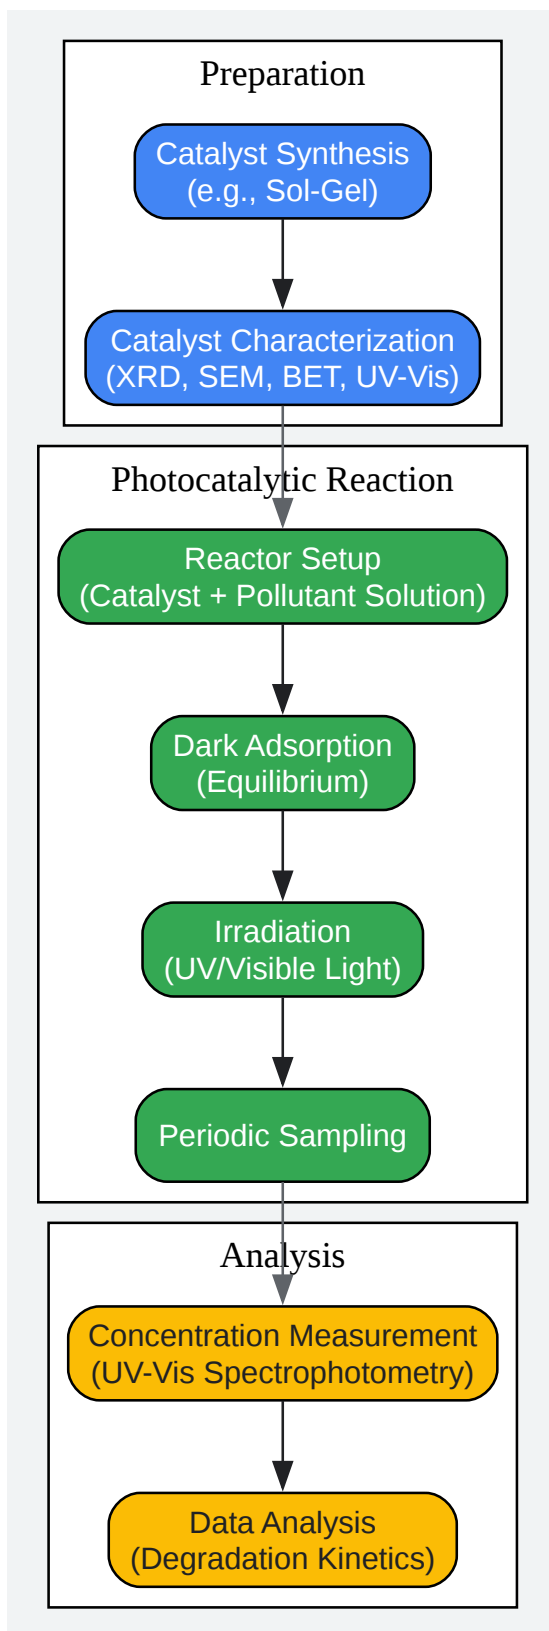 Preparation
Catalyst Synthesis
(e.g., Sol-Gel)
Catalyst Characterization
(XRD, SEM, BET, UV-Vis)
Photocatalytic Reaction
Reactor Setup
(Catalyst + Pollutant Solution)
Dark Adsorption
(Equilibrium)
Irradiation
(UV/Visible Light)
Periodic Sampling
Analysis
Concentration Measurement
(UV-Vis Spectrophotometry)
Data Analysis
(Degradation Kinetics)